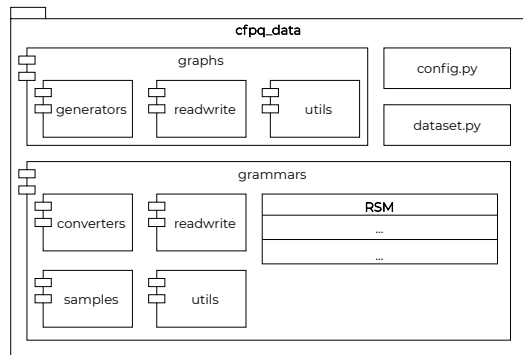 cfpq_data
graphs
generators
readwrite
utils
config.py
dataset.py
grammars
converters
readwrite
RSM
...
...
samples
utils